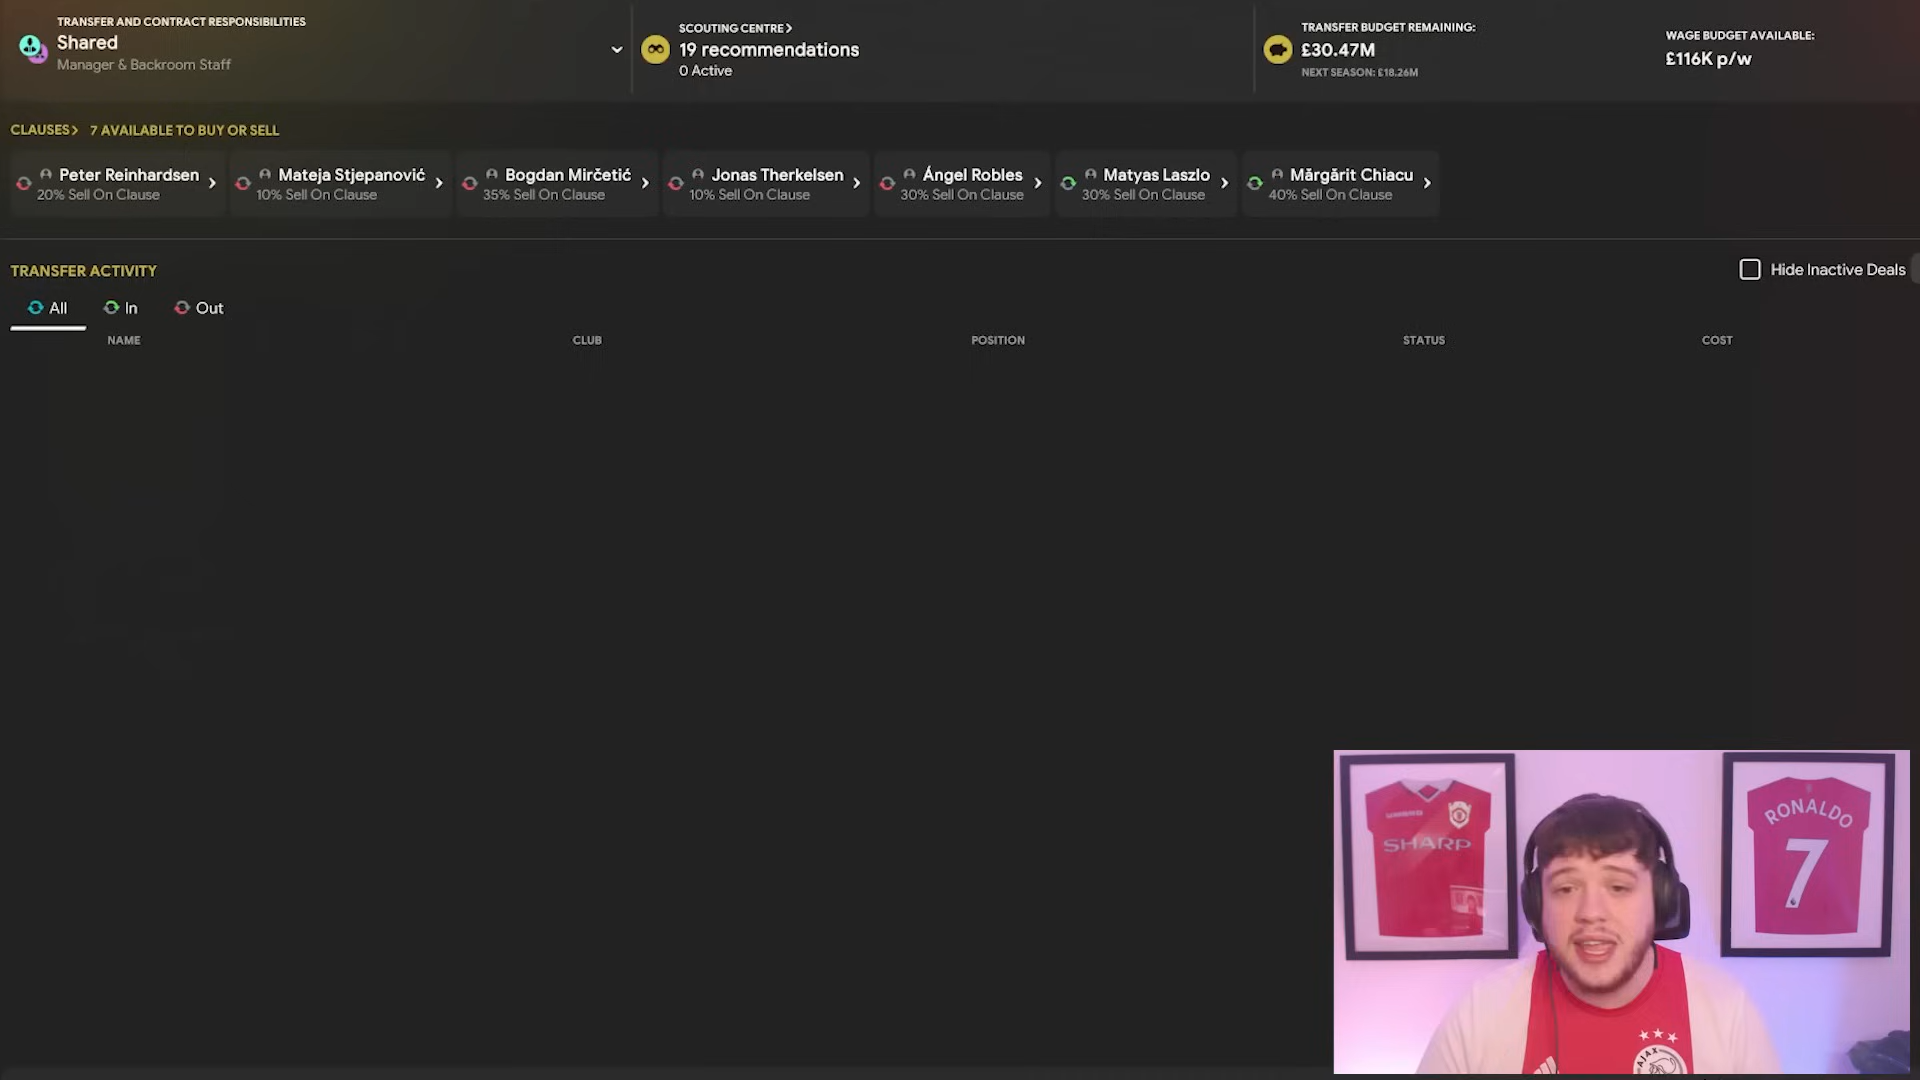 TRANSFER AND CONTRACT RESPONSIBILITIES
Shared
Manager & Backroom Staff
SCOUTING CENTRE
19 recommendations
0 Active
TRANSFER BUDGET REMAINING:
£30.47M
NEXT SEASON: £18.26M
WAGE BUDGET AVAILABLE:
£116K p/w
CLAUSES 7 AVAILABLE TO BUY OR SELL
Peter Reinhardsen
20% Sell On Clause
Mateja Stjepanović
10% Sell On Clause
Bogdan Mirčetić
35% Sell On Clause
Jonas Therkelsen
10% Sell On Clause
Ángel Robles
30% Sell On Clause
Matyas Laszlo
30% Sell On Clause
Mărgărit Chiacu
40% Sell On Clause
TRANSFER ACTIVITY
Hide Inactive Deals
All In Out
NAME CLUB POSITION STATUS COST
UMBRO
SHARP
RONALDO
7
AJAX